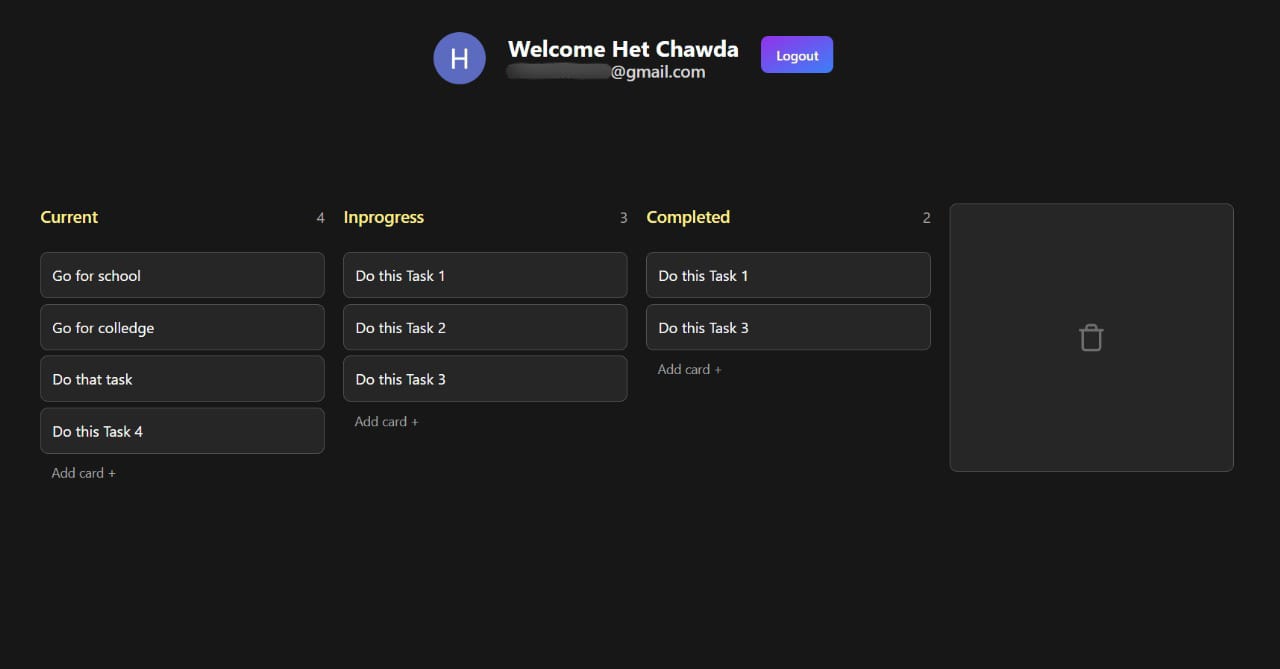 H
Welcome Het Chawda
@gmail.com
Logout
Current 4
Go for school
Go for colledge
Do that task
Do this Task 4
Add card +
Inprogress 3
Do this Task 1
Do this Task 2
Do this Task 3
Add card +
Completed 2
Do this Task 1
Do this Task 3
Add card +